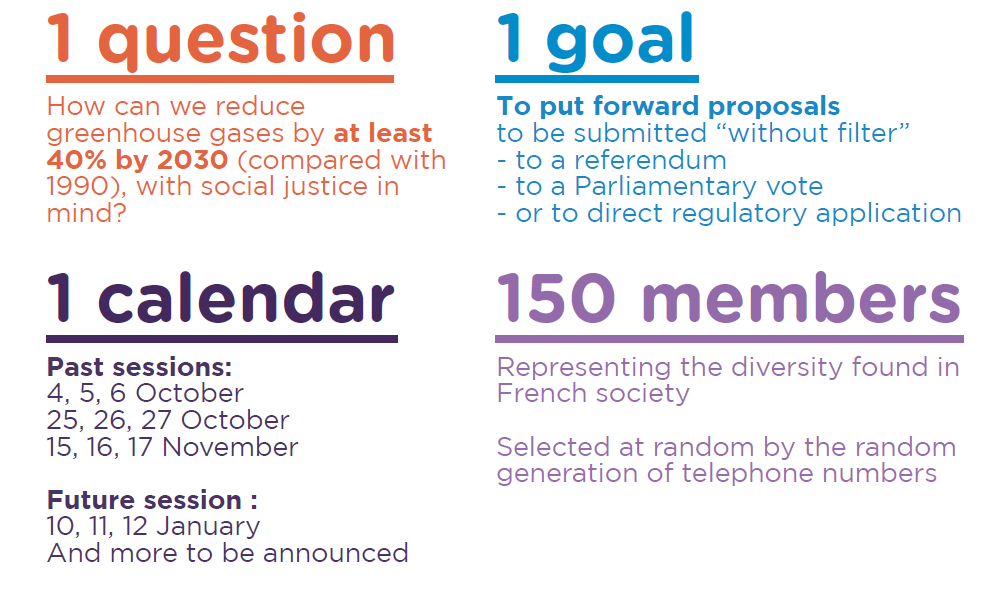 1 question
How can we reduce
greenhouse gases by at least
40% by 2030 (compared with
1990), with social justice in
mind?
1 goal
To put forward proposals
to be submitted “without filter”
- to a referendum
- to a Parliamentary vote
- or to direct regulatory application
1 calendar
Past sessions:
4, 5, 6 October
25, 26, 27 October
15, 16, 17 November
Future session :
10, 11, 12 January
And more to be announced
150 members
Representing the diversity found in
French society
Selected at random by the random
generation of telephone numbers